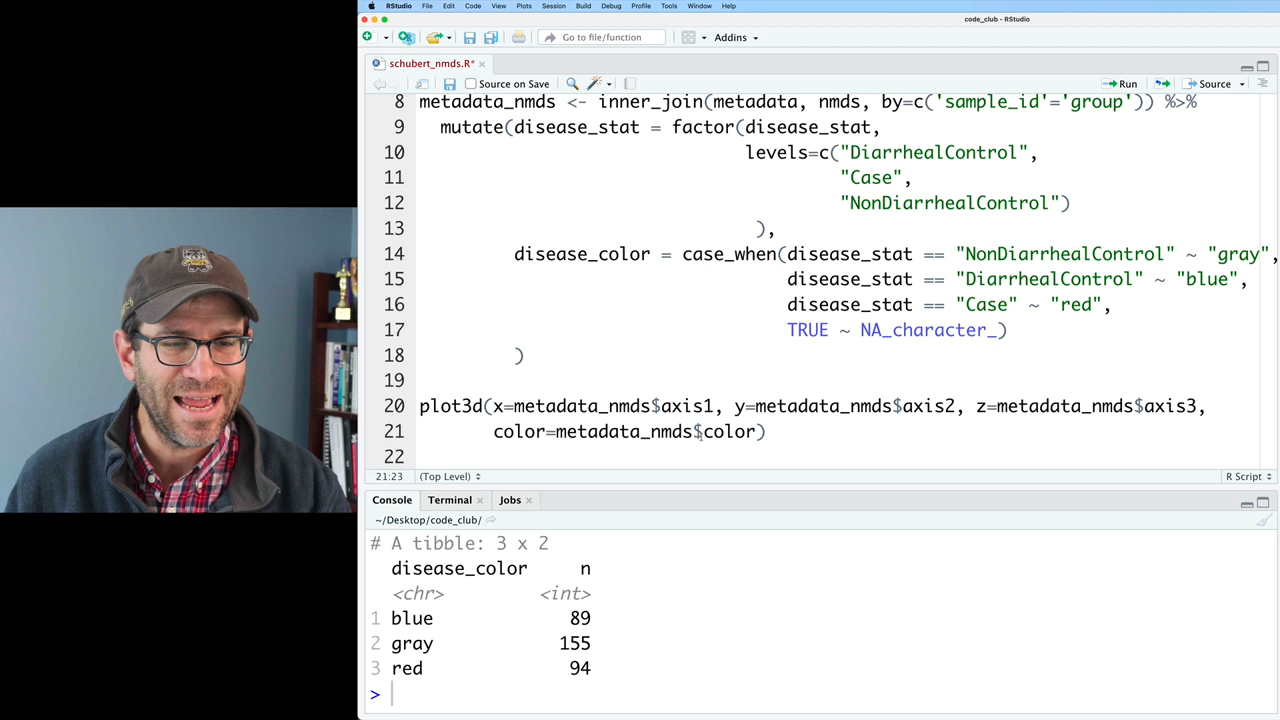 RStudio File Edit Code View Plots Session Build Debug Profile Tools Window Help
code_club - RStudio
Go to file/function Addins
schubert_nmds.R*
Source on Save Run Source
8 metadata_nmds <- inner_join(metadata, nmds, by=c('sample_id'='group')) %>%
9 mutate(disease_stat = factor(disease_stat,
10 levels=c("DiarrhealControl",
11 "Case",
12 "NonDiarrhealControl")
13 ),
14 disease_color = case_when(disease_stat == "NonDiarrhealControl" ~ "gray",
15 disease_stat == "DiarrhealControl" ~ "blue",
16 disease_stat == "Case" ~ "red",
17 TRUE ~ NA_character_)
18 )
19
20 plot3d(x=metadata_nmds$axis1, y=metadata_nmds$axis2, z=metadata_nmds$axis3,
21 color=metadata_nmds$color)
22
21:23 (Top Level) R Script
Console Terminal Jobs
~/Desktop/code_club/
# A tibble: 3 x 2
disease_color n
<chr> <int>
1 blue 89
2 gray 155
3 red 94
>